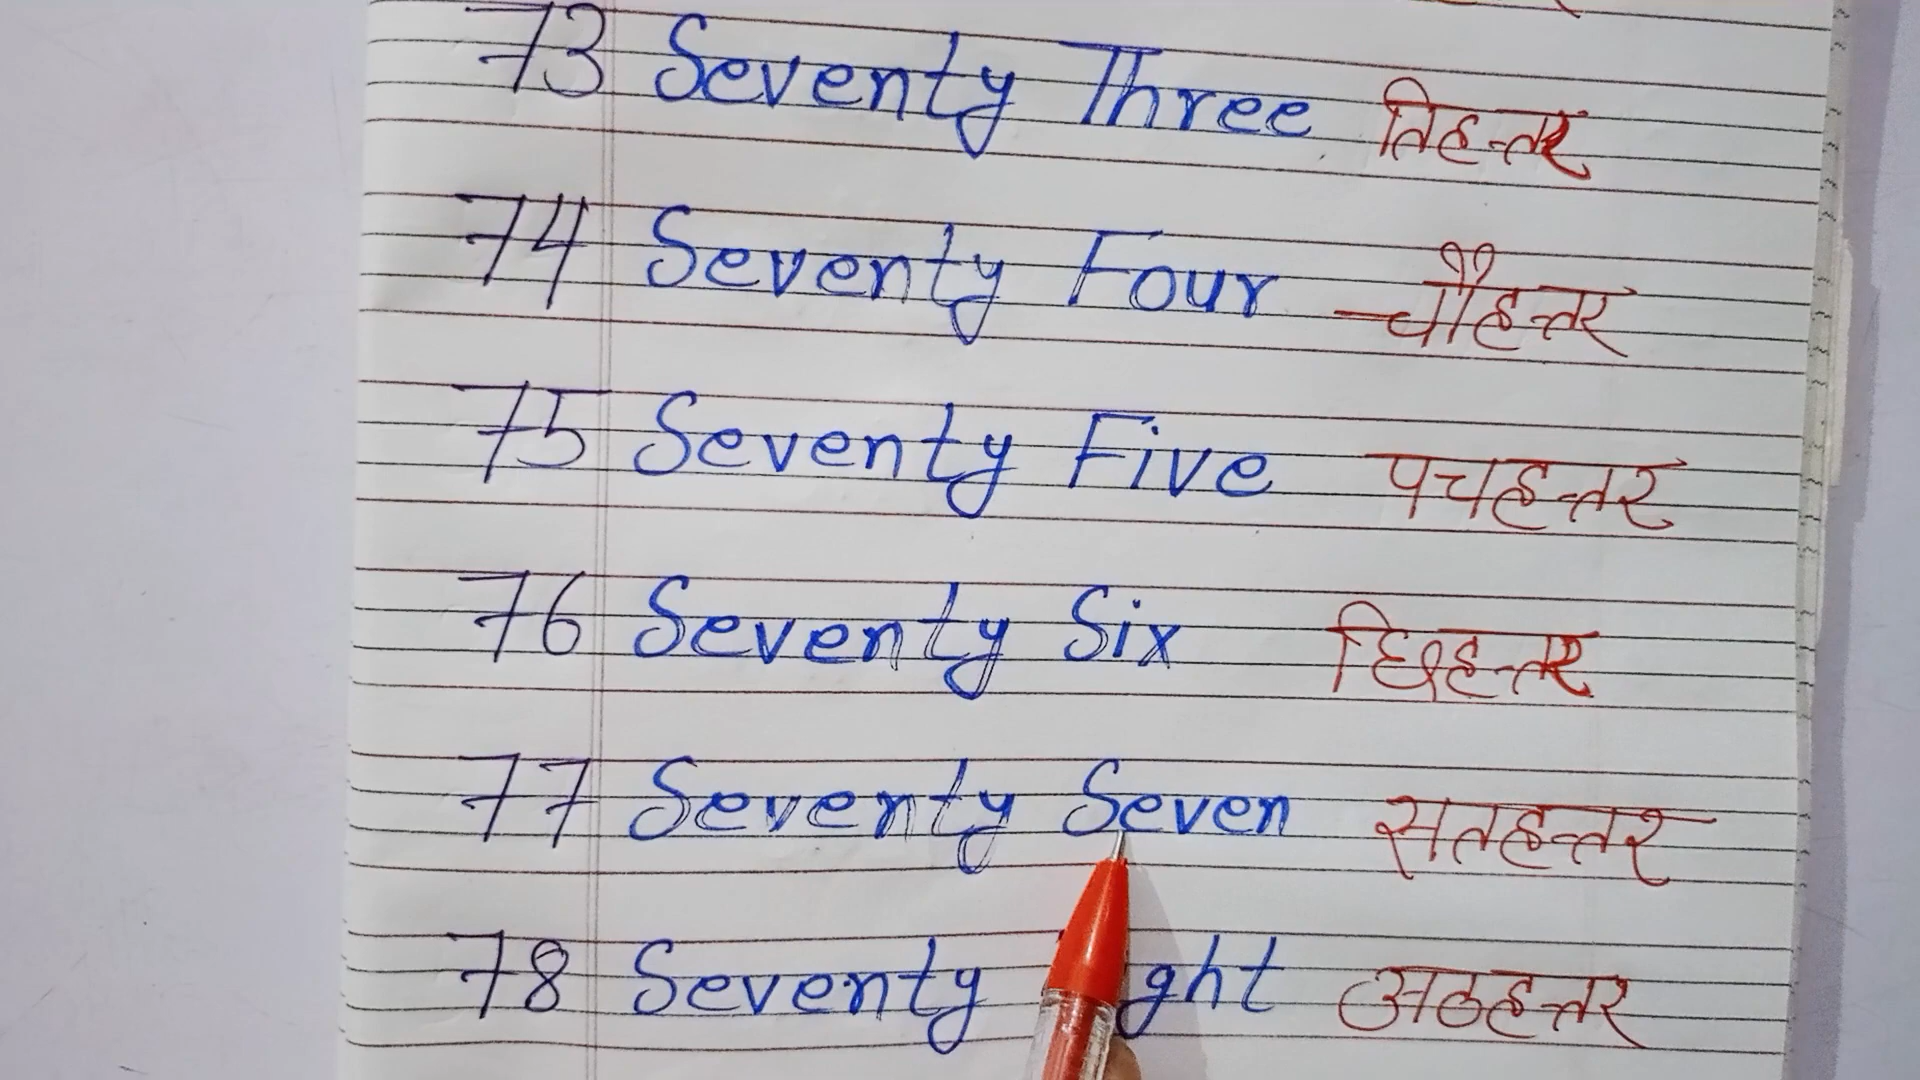 73 Seventy Three तिहत्तर
74 Seventy Four चौहत्तर
75 Seventy Five पचहत्तर
76 Seventy Six छिहत्तर
77 Seventy Seven सतहत्तर
78 Seventy ght अठहत्तर